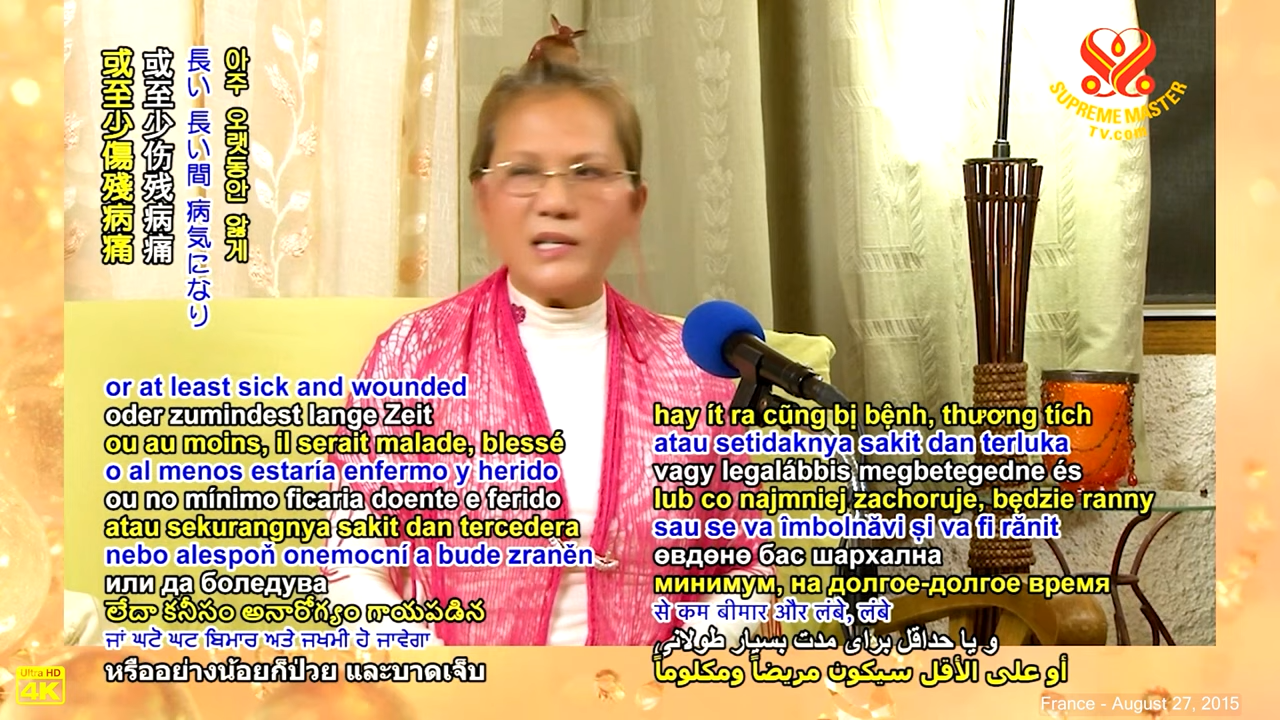 SUPREME MASTER
TV.com
或至少傷殘病痛
或至少伤残病痛
長い 長い間 病気になり
아주 오랫동안 앓게
or at least sick and wounded
oder zumindest lange Zeit
ou au moins, il serait malade, blessé
o al menos estaría enfermo y herido
ou no mínimo ficaria doente e ferido
atau sekurangnya sakit dan tercedera
nebo alespoň onemocní a bude zraněn
или да боледува
లేదా కనీసం అనారోగ్యం గాయపడిన
ਜਾਂ ਘਟੋ ਘਟ ਬਿਮਾਰ ਅਤੇ ਜਖਮੀ ਹੋ ਜਾਵੇਗਾ
หรืออย่างน้อยก็ป่วย และบาดเจ็บ
hay ít ra cũng bị bệnh, thương tích
atau setidaknya sakit dan terluka
vagy legalábbis megbetegedne és
lub co najmniej zachoruje, będzie ranny
sau se va îmbolnăvi și va fi rănit
өвдөнө бас шархална
минимум, на долгое-долгое время
से कम बीमार और लंबे, लंबे
و یا حداقل برای مدت بسیار طولانی
أو على الأقل سيكون مريضاً ومكلوماً
Ultra HD
4K
France - August 27, 2015